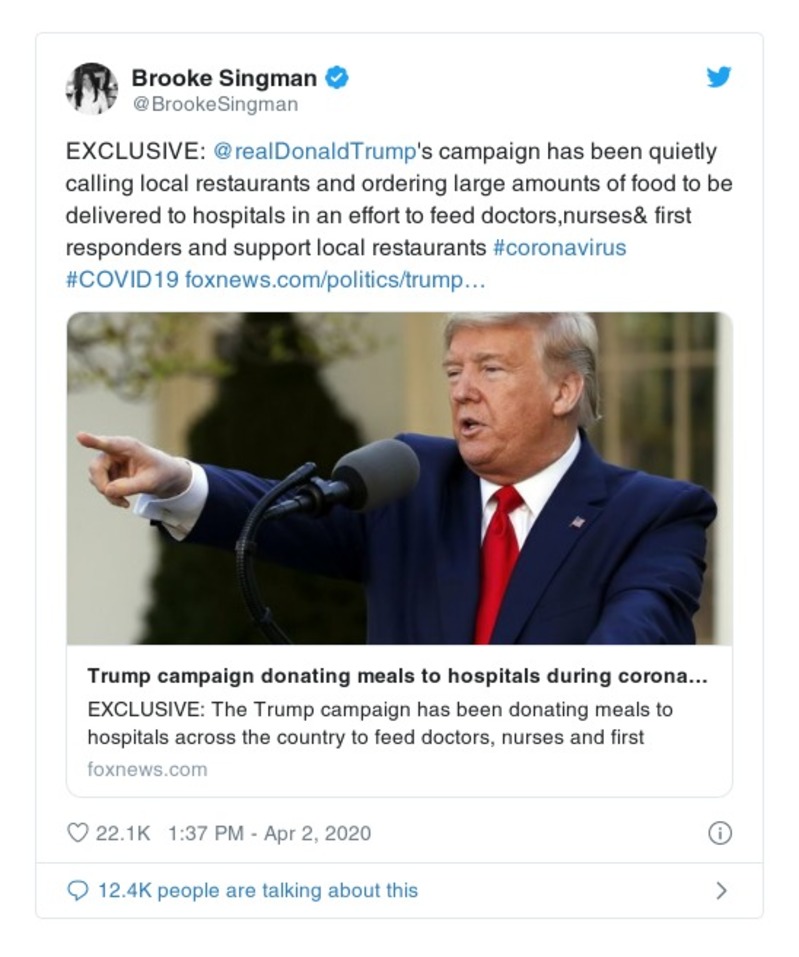 Brooke Singman
@BrookeSingman
EXCLUSIVE: @realDonaldTrump's campaign has been quietly
calling local restaurants and ordering large amounts of food to be
delivered to hospitals in an effort to feed doctors,nurses& first
responders and support local restaurants #coronavirus
#COVID19 foxnews.com/politics/trump…
Trump campaign donating meals to hospitals during corona…
EXCLUSIVE: The Trump campaign has been donating meals to
hospitals across the country to feed doctors, nurses and first
foxnews.com
22.1K 1:37 PM - Apr 2, 2020
12.4K people are talking about this